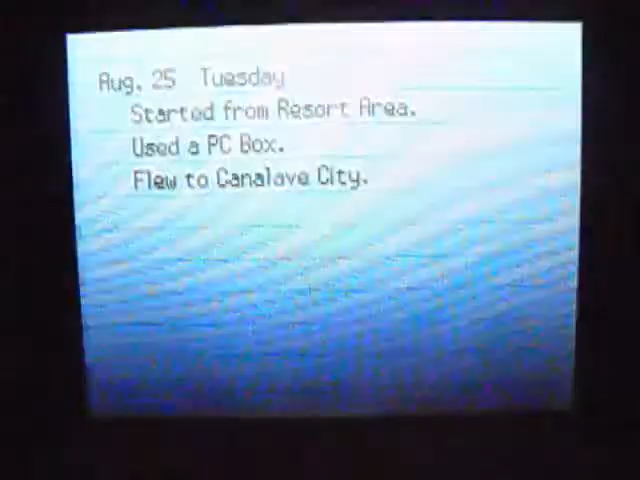 Aug. 25 Tuesday
Started from Resort Area.
Used a PC Box.
Flew to Canalave City.